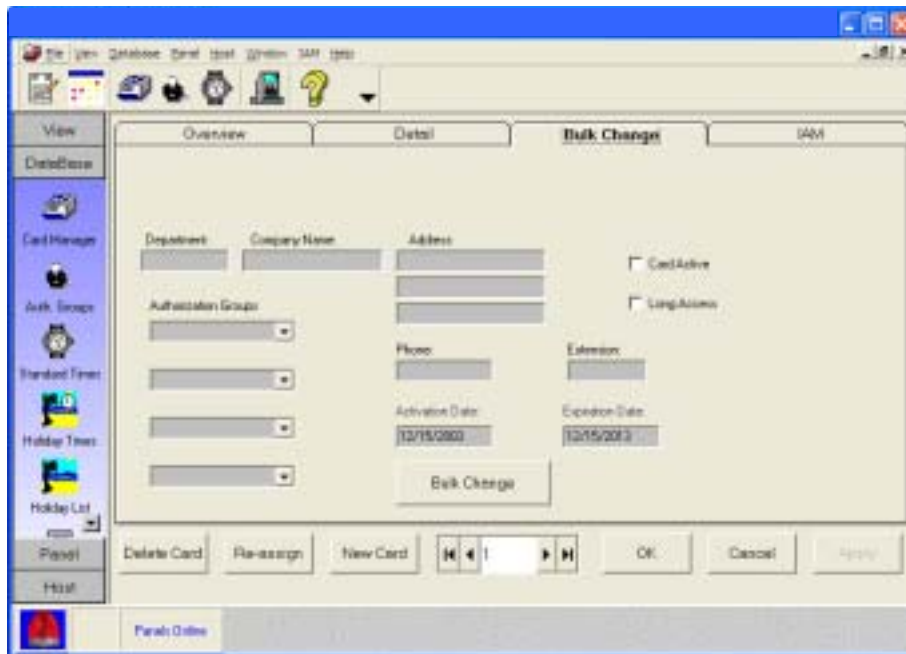 File View Database Panel Host Window IAM Help
View
DataBase
Card Manager
Auth. Groups
Standard Times
Holiday Times
Holiday List
Panel
Host
Overview Detail Bulk Change IAM
Department: Company Name: Address:
Card Active
Authorization Groups:
Long Access
Phone: Extension:
Activation Date: Expiration Date:
12/15/2003 12/15/2013
Bulk Change
Delete Card Re-assign New Card 1 OK Cancel Apply
Panels Online